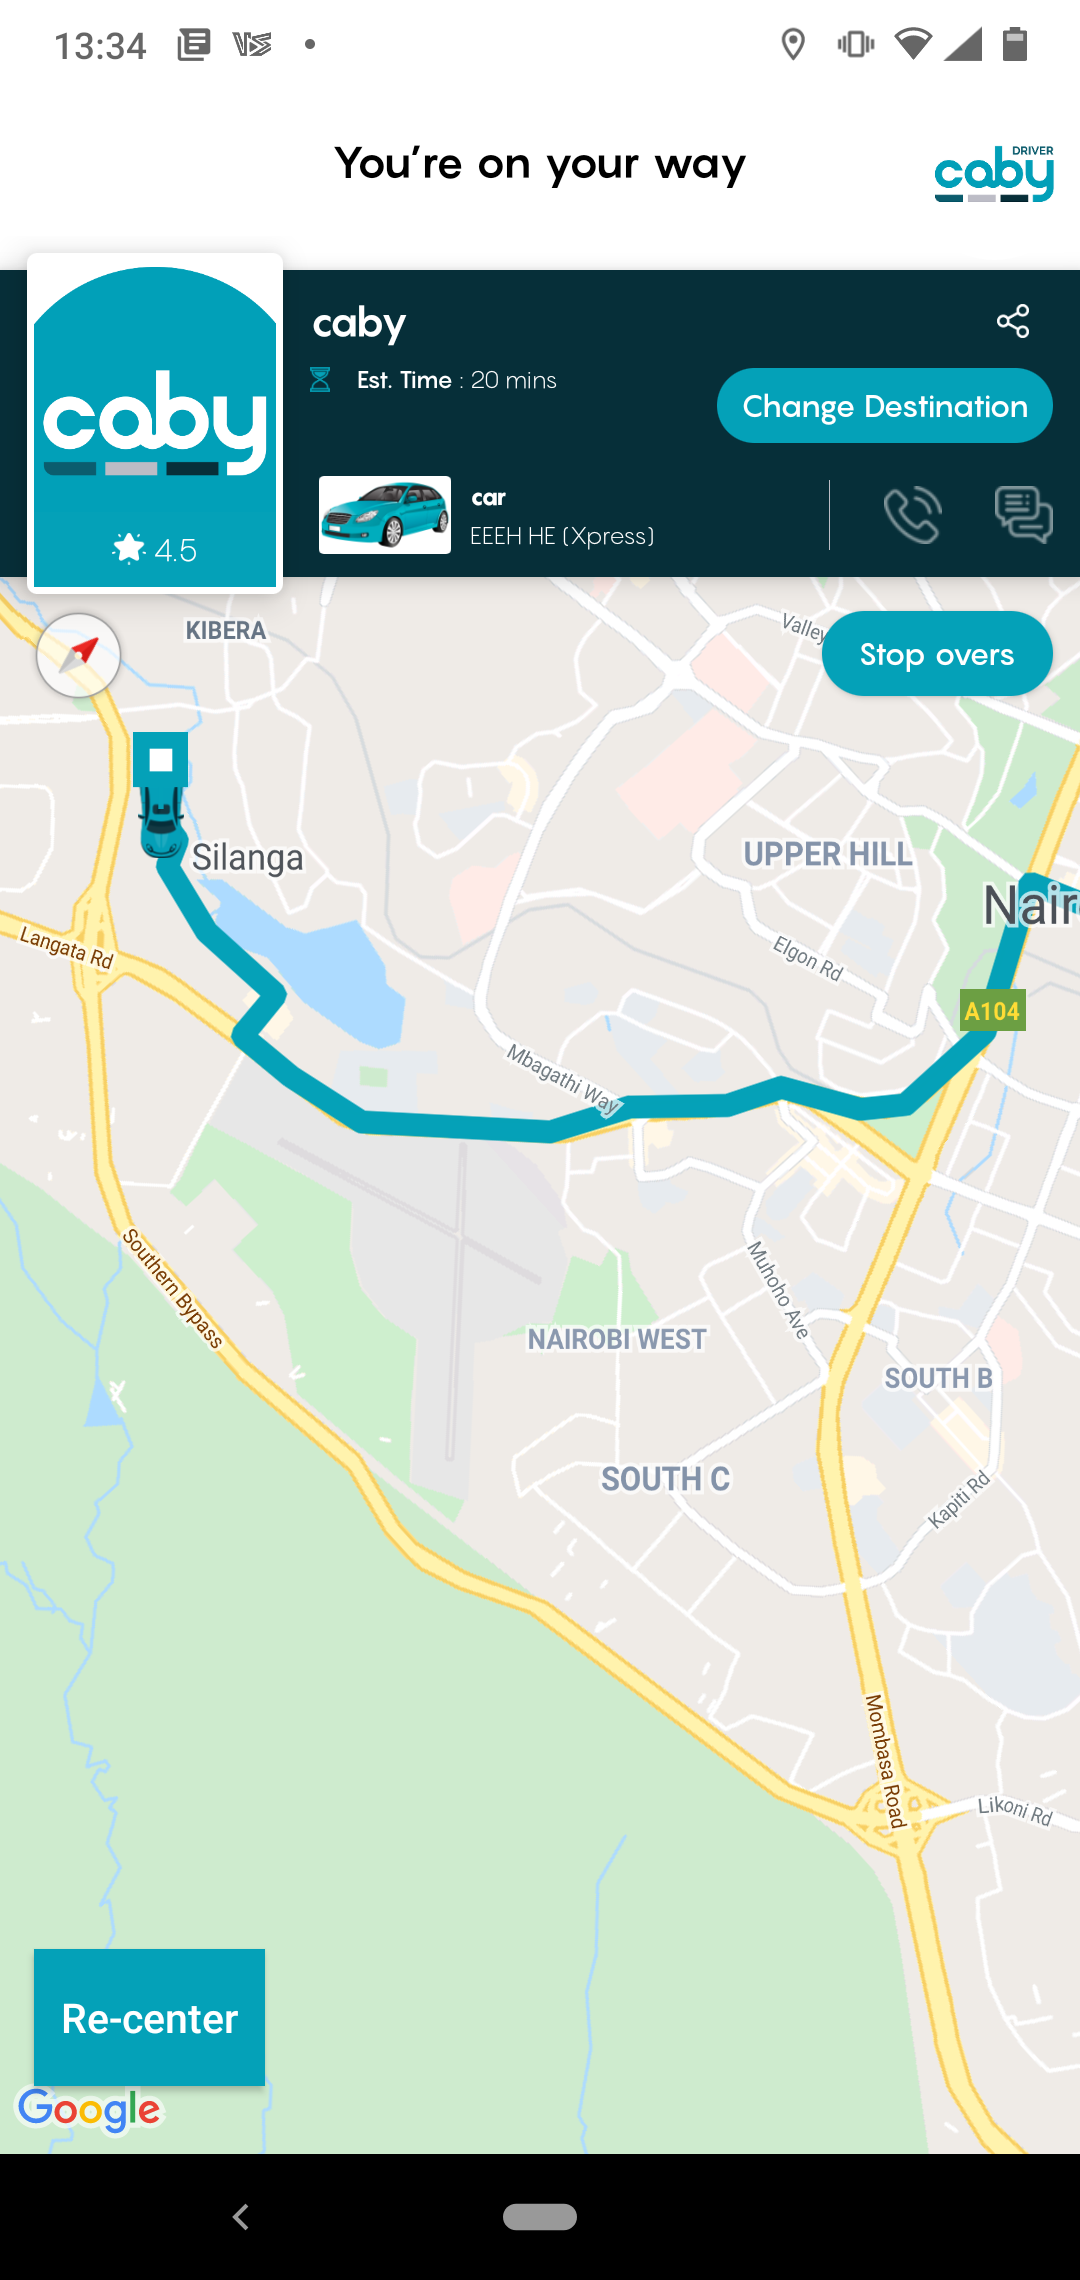 13:34
You're on your way
DRIVER
caby
caby
Est. Time : 20 mins
Change Destination
caby
4.5
car
EEEH HE (Xpress)
KIBERA
Valley
Stop overs
Silanga
UPPER HILL
Nair
Langata Rd
Elgon Rd
A104
Mbagathi Way
Southern Bypass
Muhoho Ave
NAIROBI WEST
SOUTH B
SOUTH C
Kapiti Rd
Mombasa Road
Likoni Rd
Re-center
Google